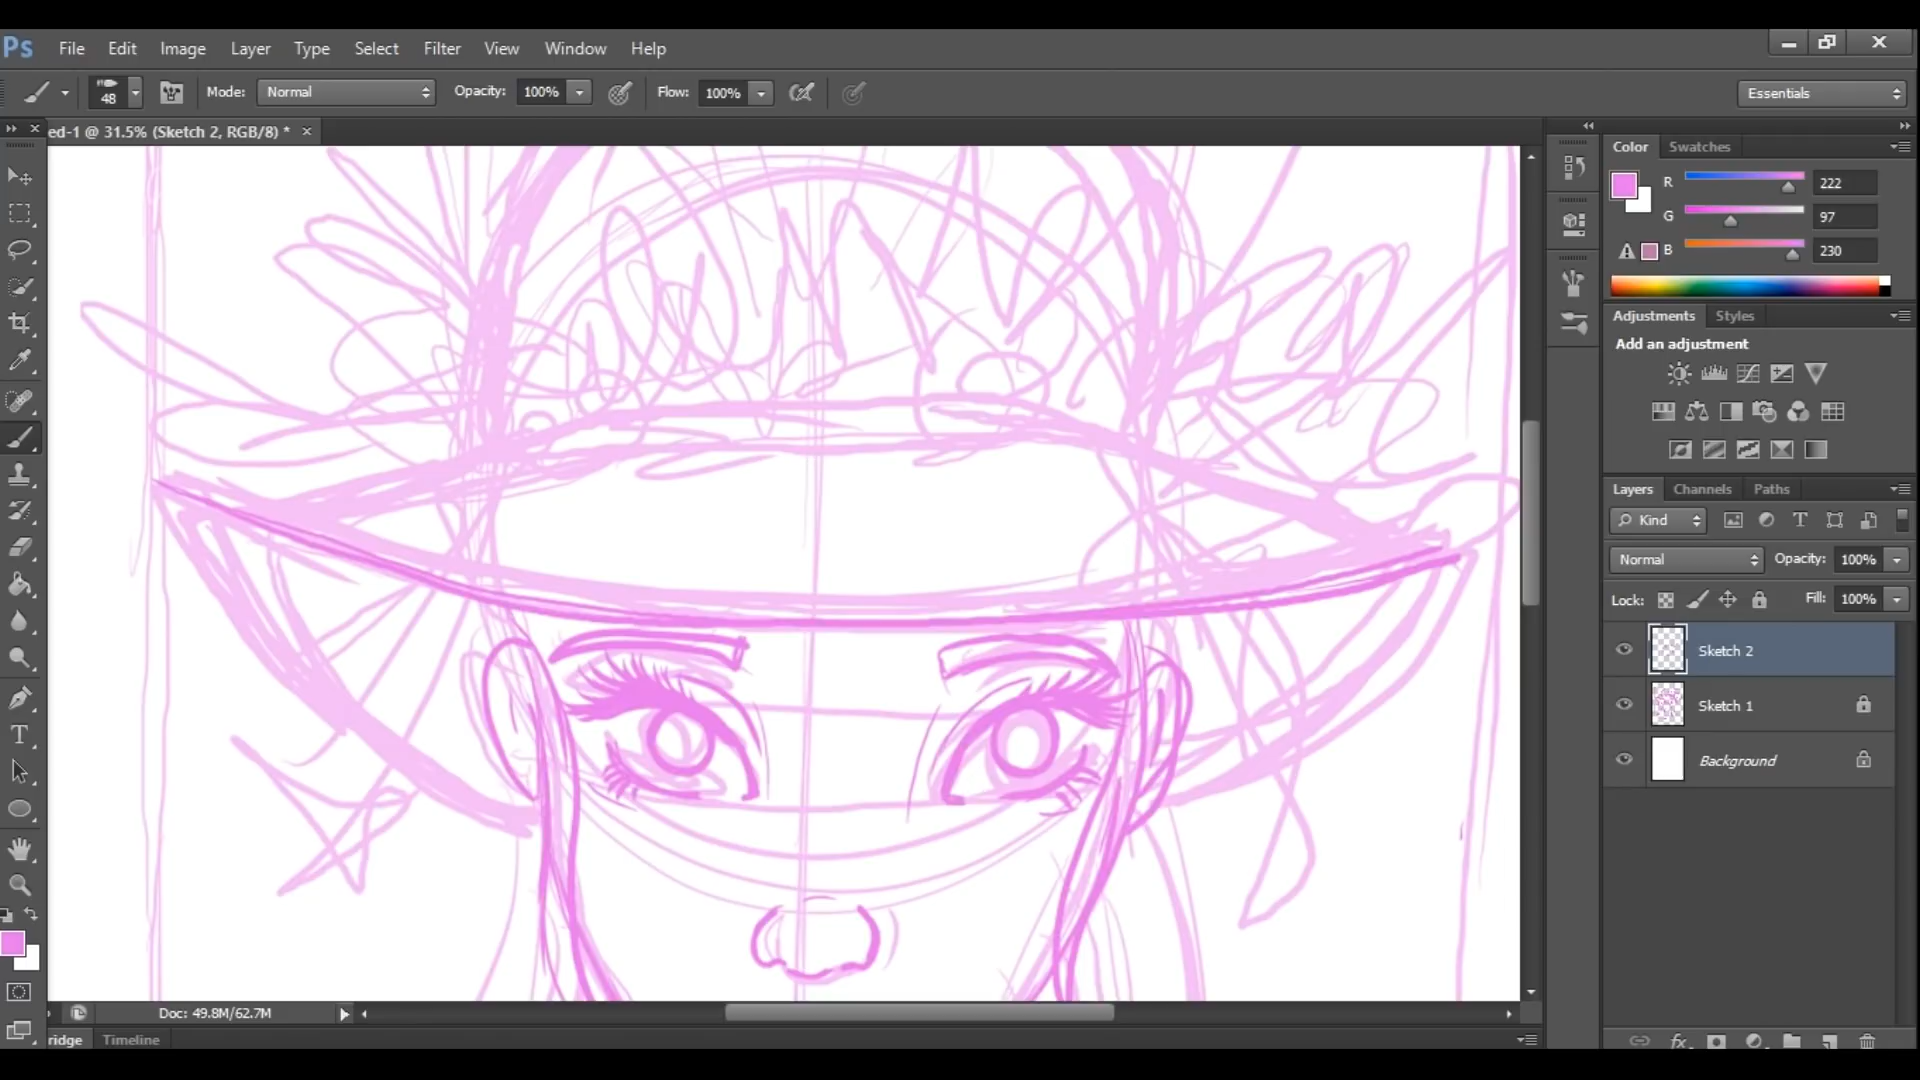 Ps File Edit Image Layer Type Select Filter View Window Help
48 Mode: Normal Opacity: 100% Flow: 100% Essentials
ed-1 @ 31.5% (Sketch 2, RGB/8) * ×
Color Swatches
R 222
G 97
B 230
Adjustments Styles
Add an adjustment
Layers Channels Paths
Kind
Normal Opacity: 100%
Lock: Fill: 100%
Sketch 2
Sketch 1
Background
Doc: 49.8M/62.7M
ridge Timeline